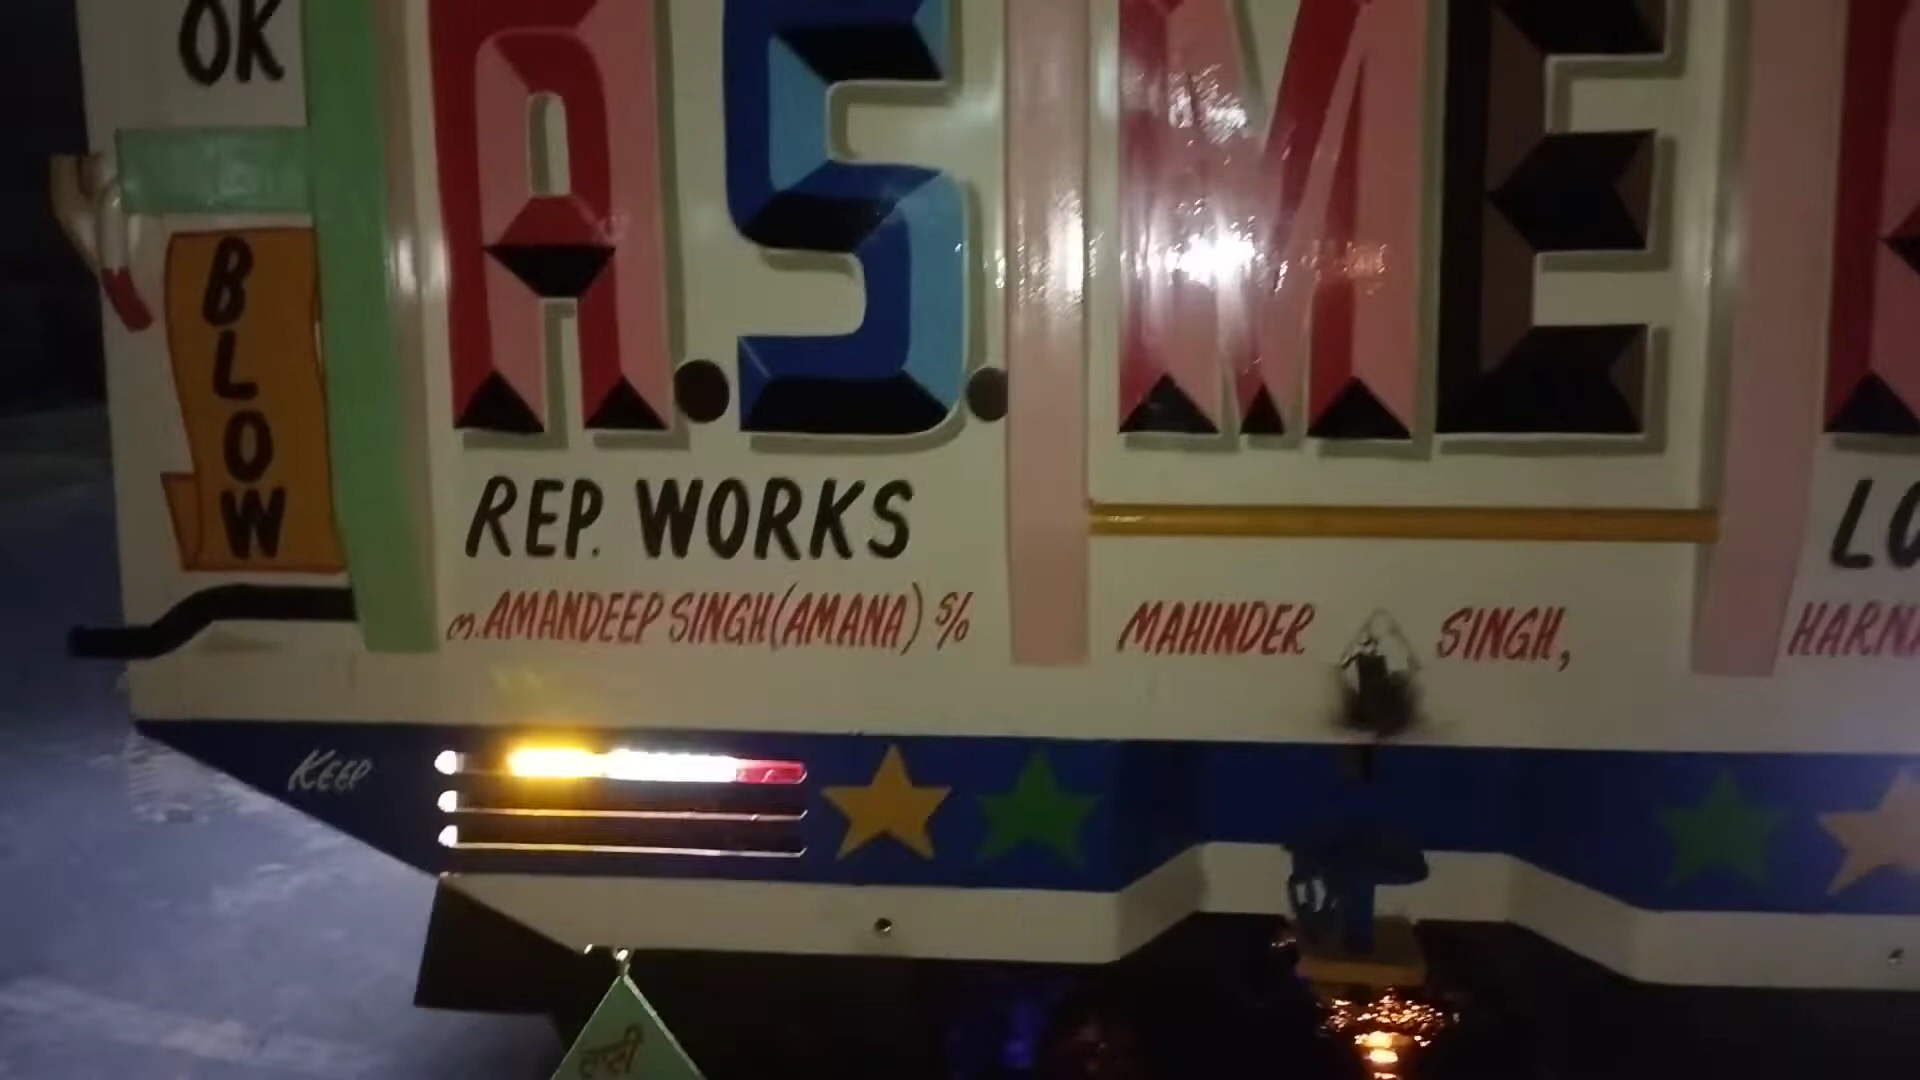 OK
BLOW
A.S. ME
REP. WORKS
AMANDEEP SINGH (AMANA) S/o MAHINDER SINGH,
KEEP